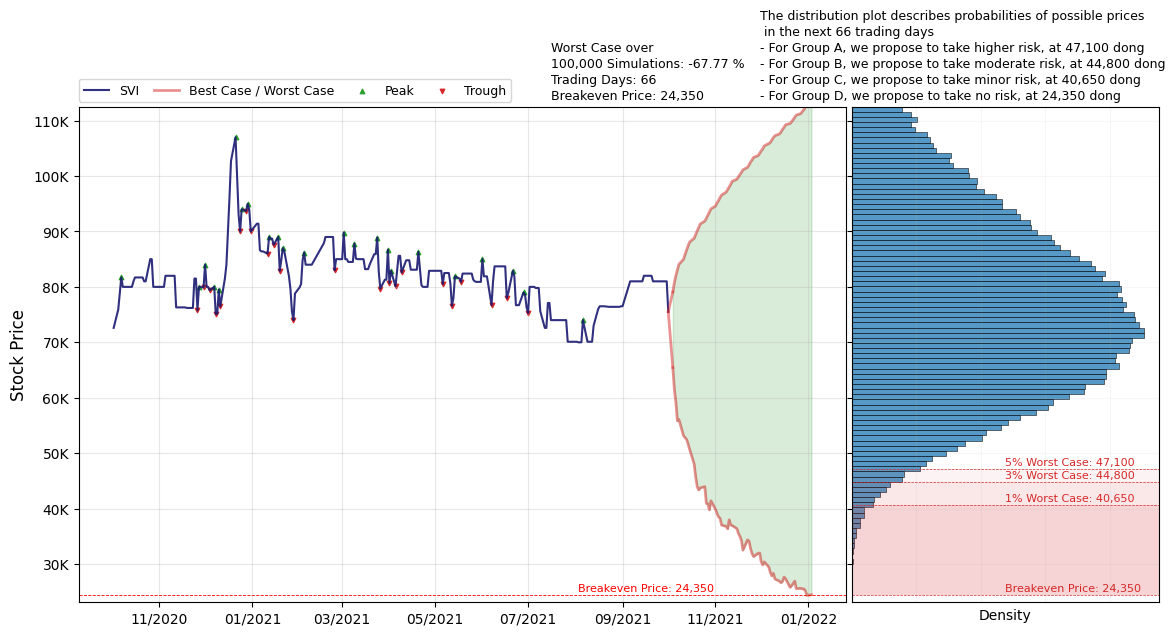 The distribution plot describes probabilities of possible prices
in the next 66 trading days
- For Group A, we propose to take higher risk, at 47,100 dong
- For Group B, we propose to take moderate risk, at 44,800 dong
- For Group C, we propose to take minor risk, at 40,650 dong
- For Group D, we propose to take no risk, at 24,350 dong
Worst Case over
100,000 Simulations: -67.77 %
Trading Days: 66
Breakeven Price: 24,350
SVI Best Case / Worst Case Peak Trough
110K
100K
90K
80K
70K
60K
50K
40K
30K
Stock Price
5% Worst Case: 47,100
3% Worst Case: 44,800
1% Worst Case: 40,650
Breakeven Price: 24,350
Breakeven Price: 24,350
11/2020 01/2021 03/2021 05/2021 07/2021 09/2021 11/2021 01/2022
Density